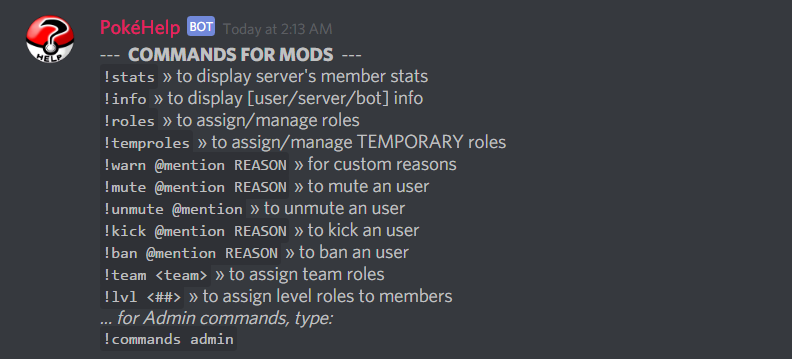 PokéHelp BOT Today at 2:13 AM
--- COMMANDS FOR MODS ---
!stats » to display server's member stats
!info » to display [user/server/bot] info
!roles » to assign/manage roles
!temproles » to assign/manage TEMPORARY roles
!warn @mention REASON » for custom reasons
!mute @mention REASON » to mute an user
!unmute @mention » to unmute an user
!kick @mention REASON » to kick an user
!ban @mention REASON » to ban an user
!team <team> » to assign team roles
!lvl <##> » to assign level roles to members
... for Admin commands, type:
!commands admin
?
HELP